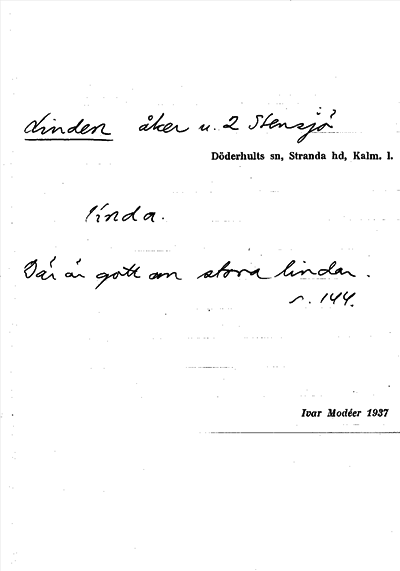 Linden åker u. 2 Stensjö
Döderhults sn, Stranda hd, Kalm. l.
linda.
Där är gott om stora lindar.
s. 144.
Ivar Modéer 1937